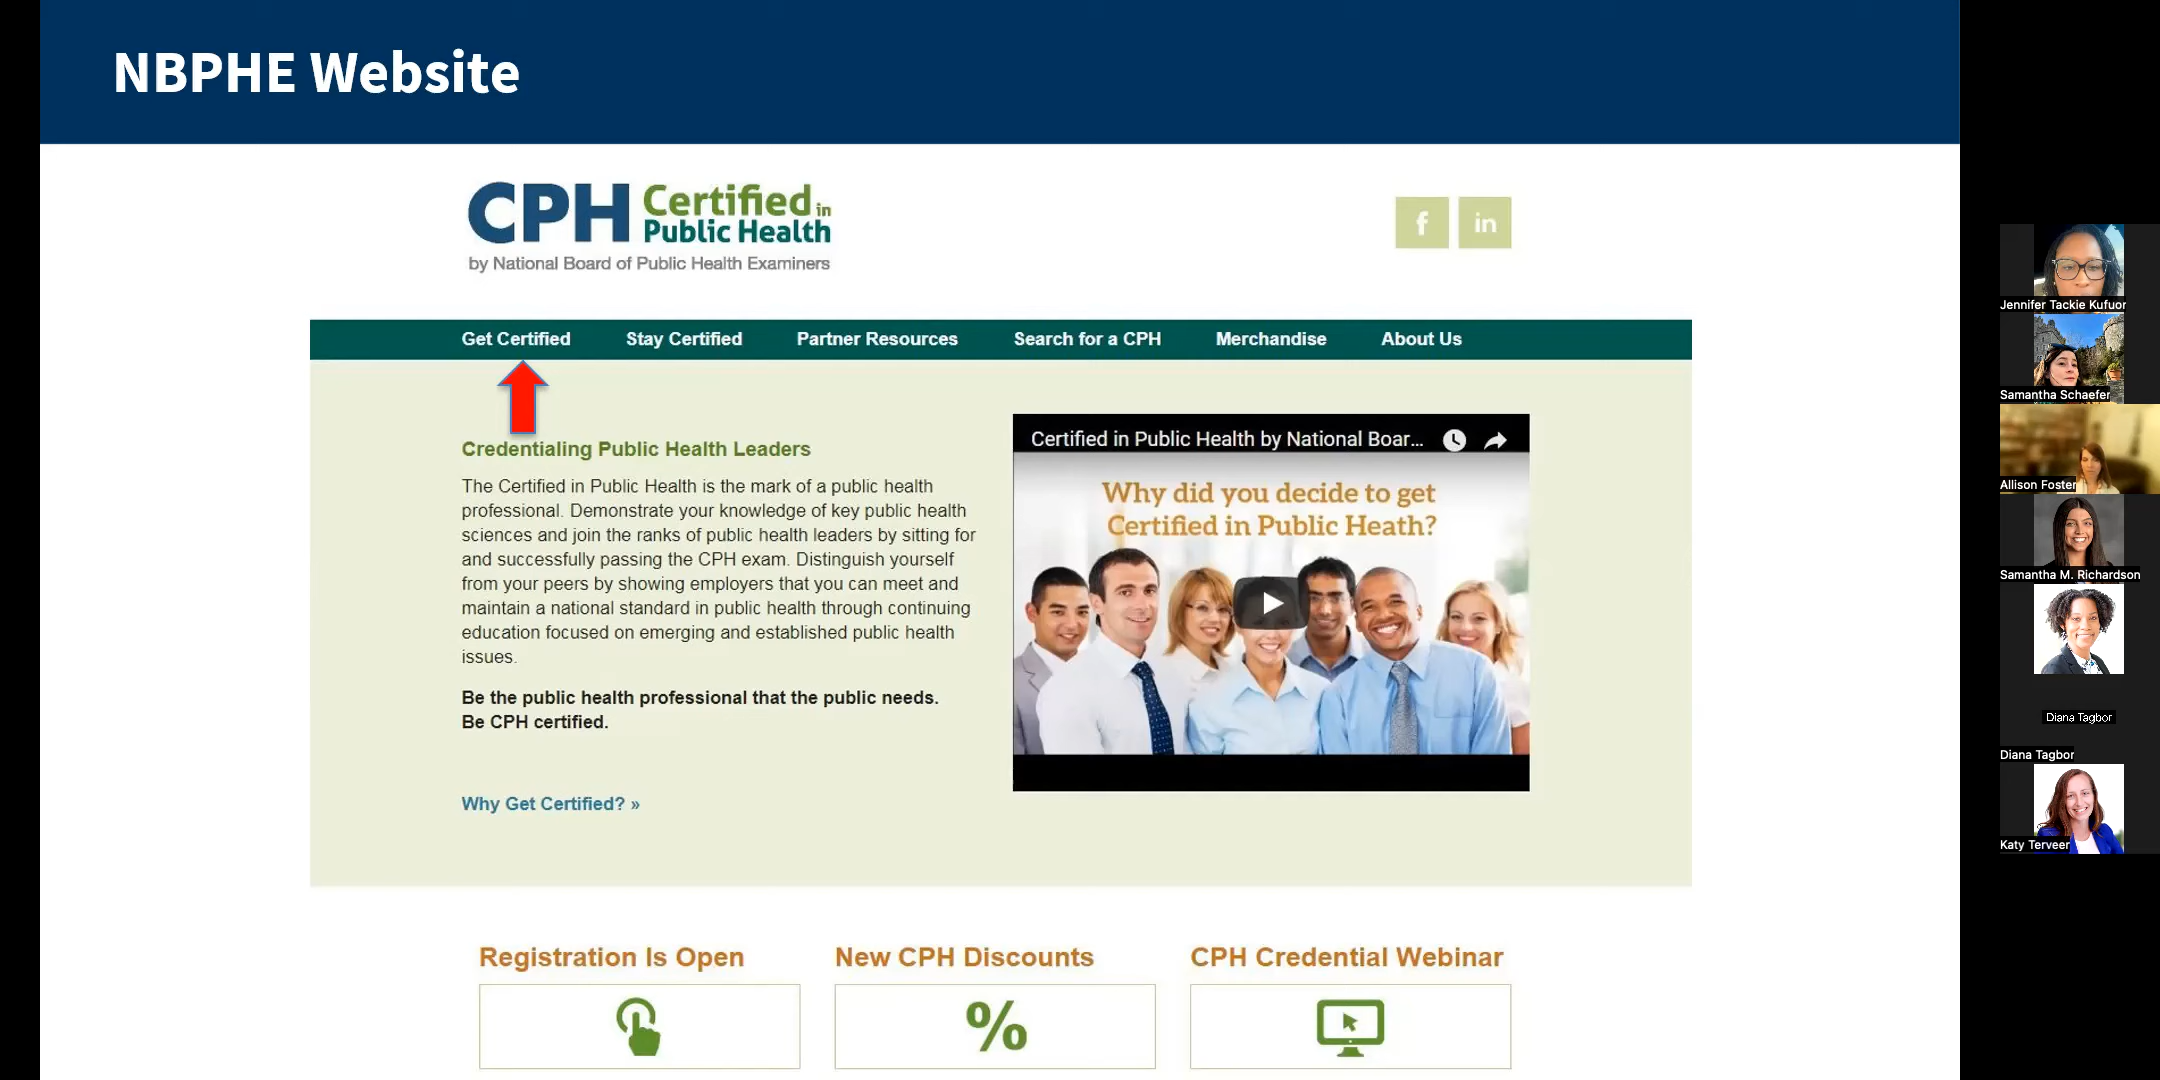 NBPHE Website
CPH Certified in
Public Health
by National Board of Public Health Examiners
f in
Get Certified Stay Certified Partner Resources Search for a CPH Merchandise About Us
Credentialing Public Health Leaders
The Certified in Public Health is the mark of a public health
professional. Demonstrate your knowledge of key public health
sciences and join the ranks of public health leaders by sitting for
and successfully passing the CPH exam. Distinguish yourself
from your peers by showing employers that you can meet and
maintain a national standard in public health through continuing
education focused on emerging and established public health
issues.
Be the public health professional that the public needs.
Be CPH certified.
Why Get Certified? »
Certified in Public Health by National Boar...
Why did you decide to get
Certified in Public Heath?
Registration Is Open
New CPH Discounts
%
CPH Credential Webinar
Jennifer Tackie Kufuor
Samantha Schaefer
Allison Foster
Samantha M. Richardson
Diana Tagbor
Diana Tagbor
Katy Terveer